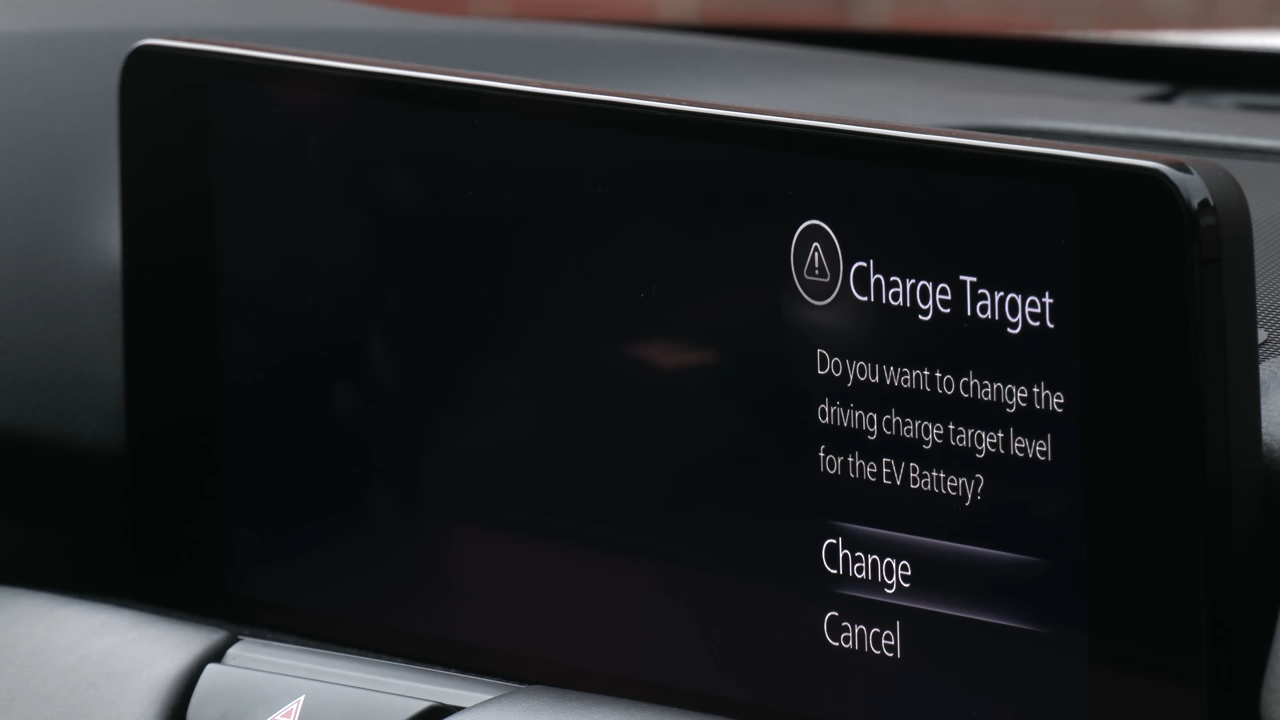 Charge Target
Do you want to change the
driving charge target level
for the EV Battery?
Change
Cancel